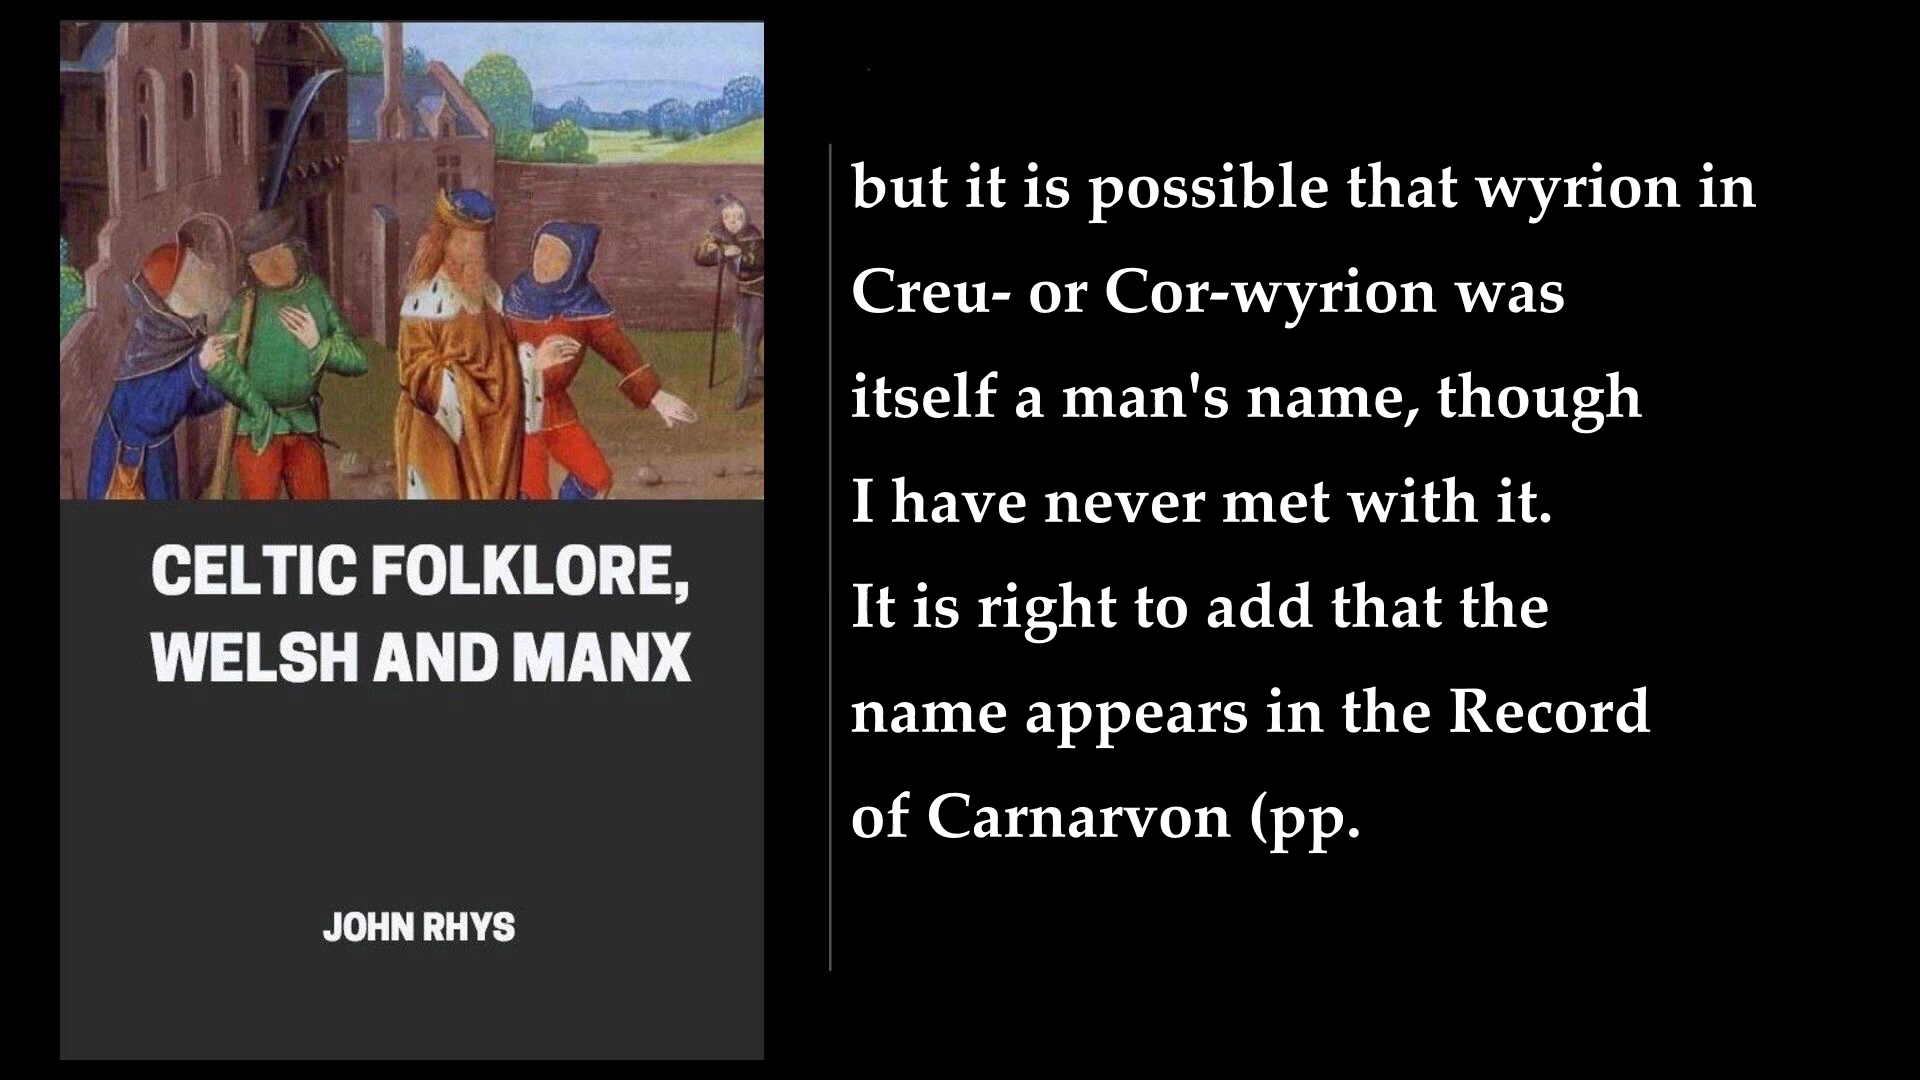 CELTIC FOLKLORE,
WELSH AND MANX
JOHN RHYS
but it is possible that wyrion in
Creu- or Cor-wyrion was
itself a man's name, though
I have never met with it.
It is right to add that the
name appears in the Record
of Carnarvon (pp.